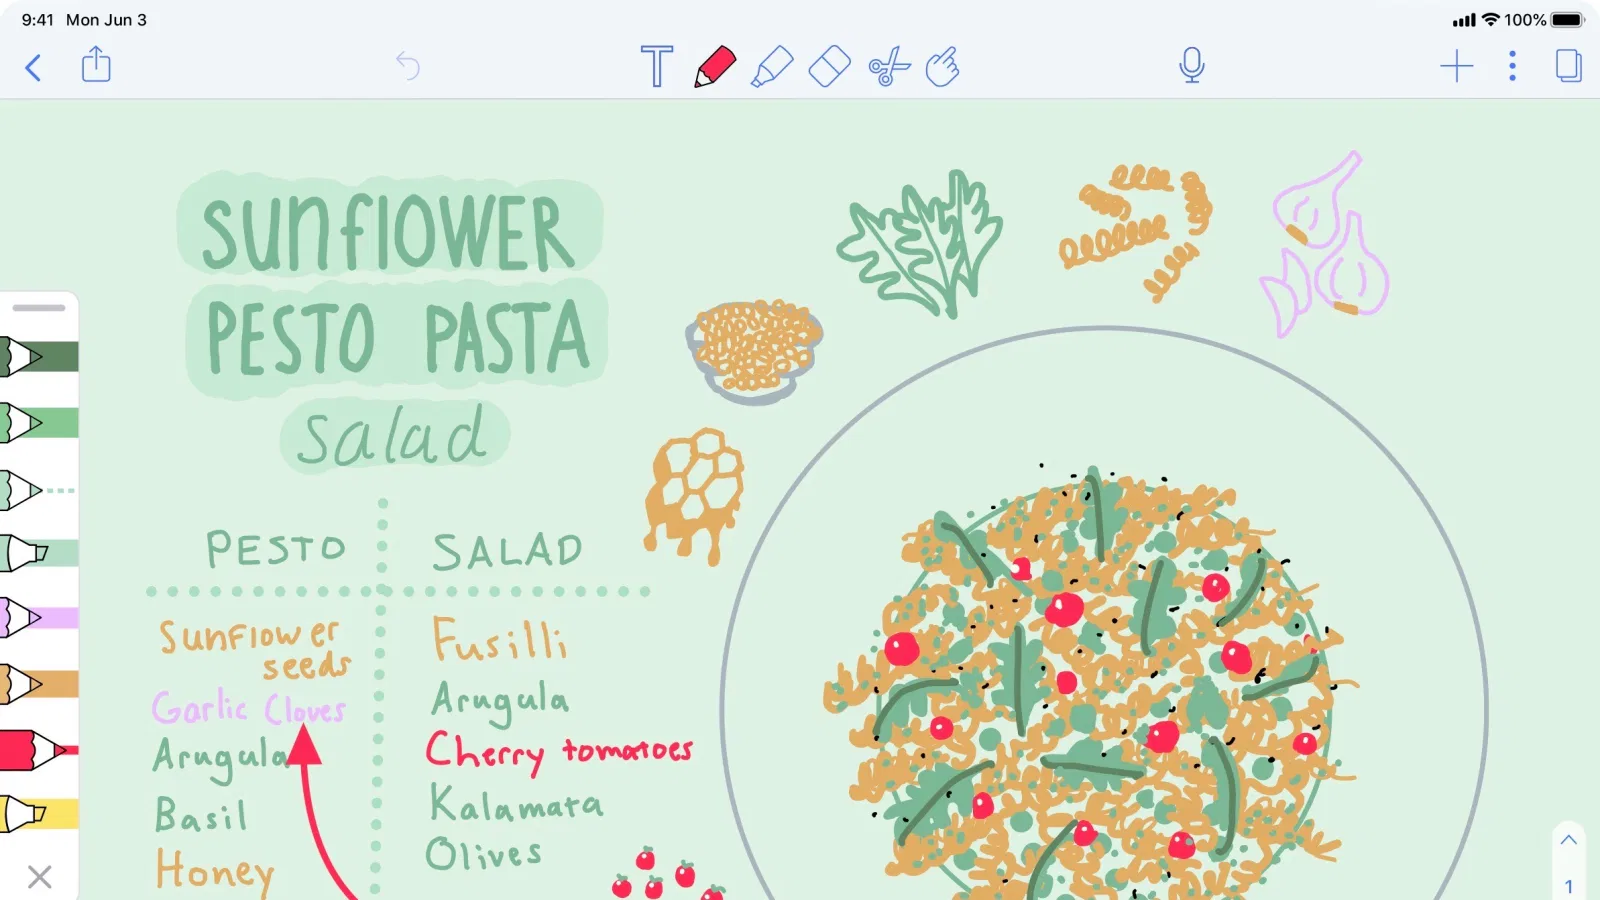 9:41 Mon Jun 3
100%
SUNFLOWER
PESTO PASTA
Salad
PESTO
SALAD
Sunflower
seeds
Garlic Cloves
Arugula
Basil
Honey
Fusilli
Arugula
Cherry tomatoes
Kalamata
Olives
1